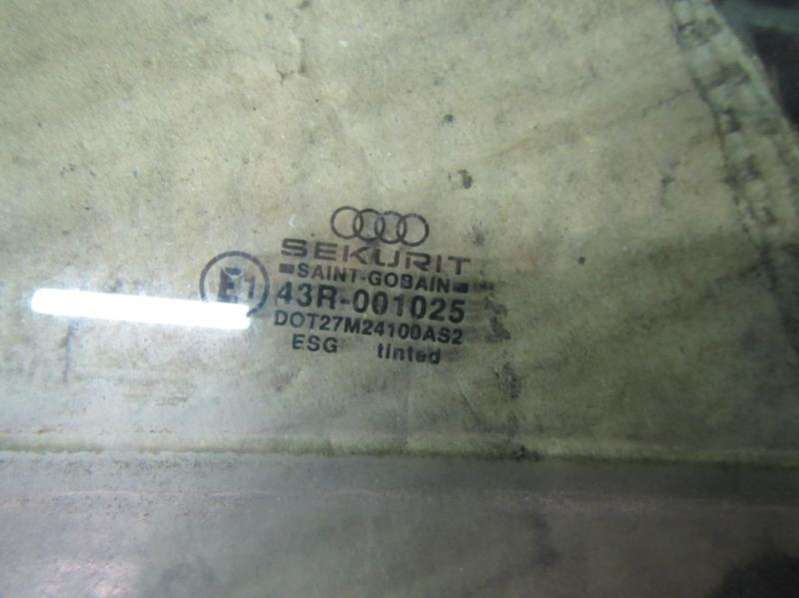 SEKURIT
SAINT-GOBAIN
E1 43R-001025
DOT27M24100AS2
ESG tinted